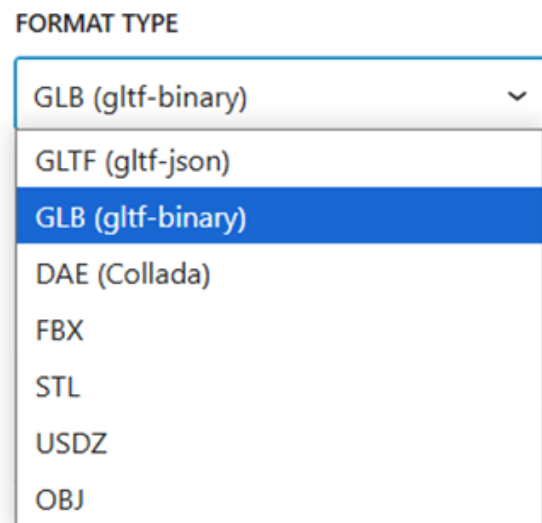 FORMAT TYPE
GLB (gltf-binary)
GLTF (gltf-json)
GLB (gltf-binary)
DAE (Collada)
FBX
STL
USDZ
OBJ